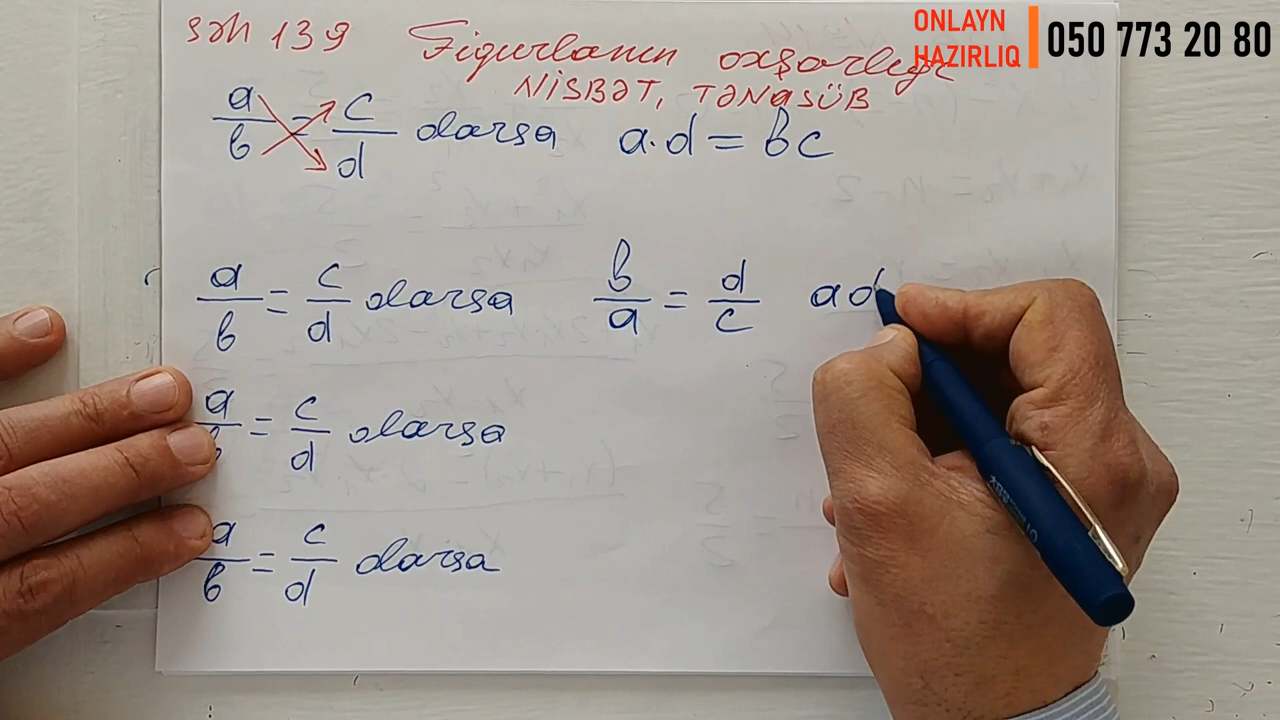 ONLAYN
HAZIRLIQ
050 773 20 80
səh 139 Fiqurların oxşarlığı
NİSBƏT, TƏNASÜB
a/b = c/d olarsa a·d = bc
a/b = c/d olarsa b/a = d/c ad
a/b = c/d olarsa
a/b = c/d olarsa